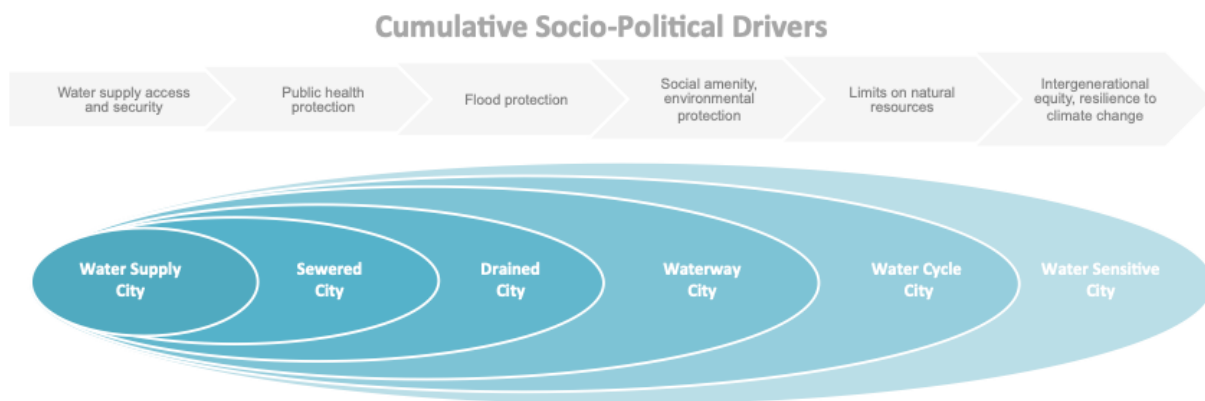 Cumulative Socio-Political Drivers
Water supply access
and security
Public health
protection
Flood protection
Social amenity,
environmental
protection
Limits on natural
resources
Intergenerational
equity, resilience to
climate change
Water Supply
City
Sewered
City
Drained
City
Waterway
City
Water Cycle
City
Water Sensitive
City